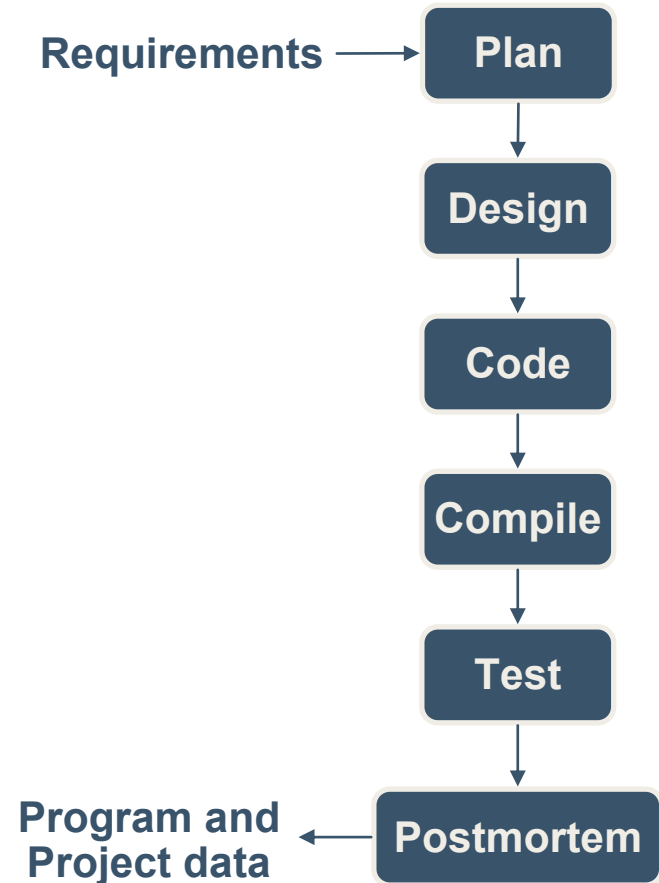 Requirements
Plan
Design
Code
Compile
Test
Postmortem
Program and
Project data